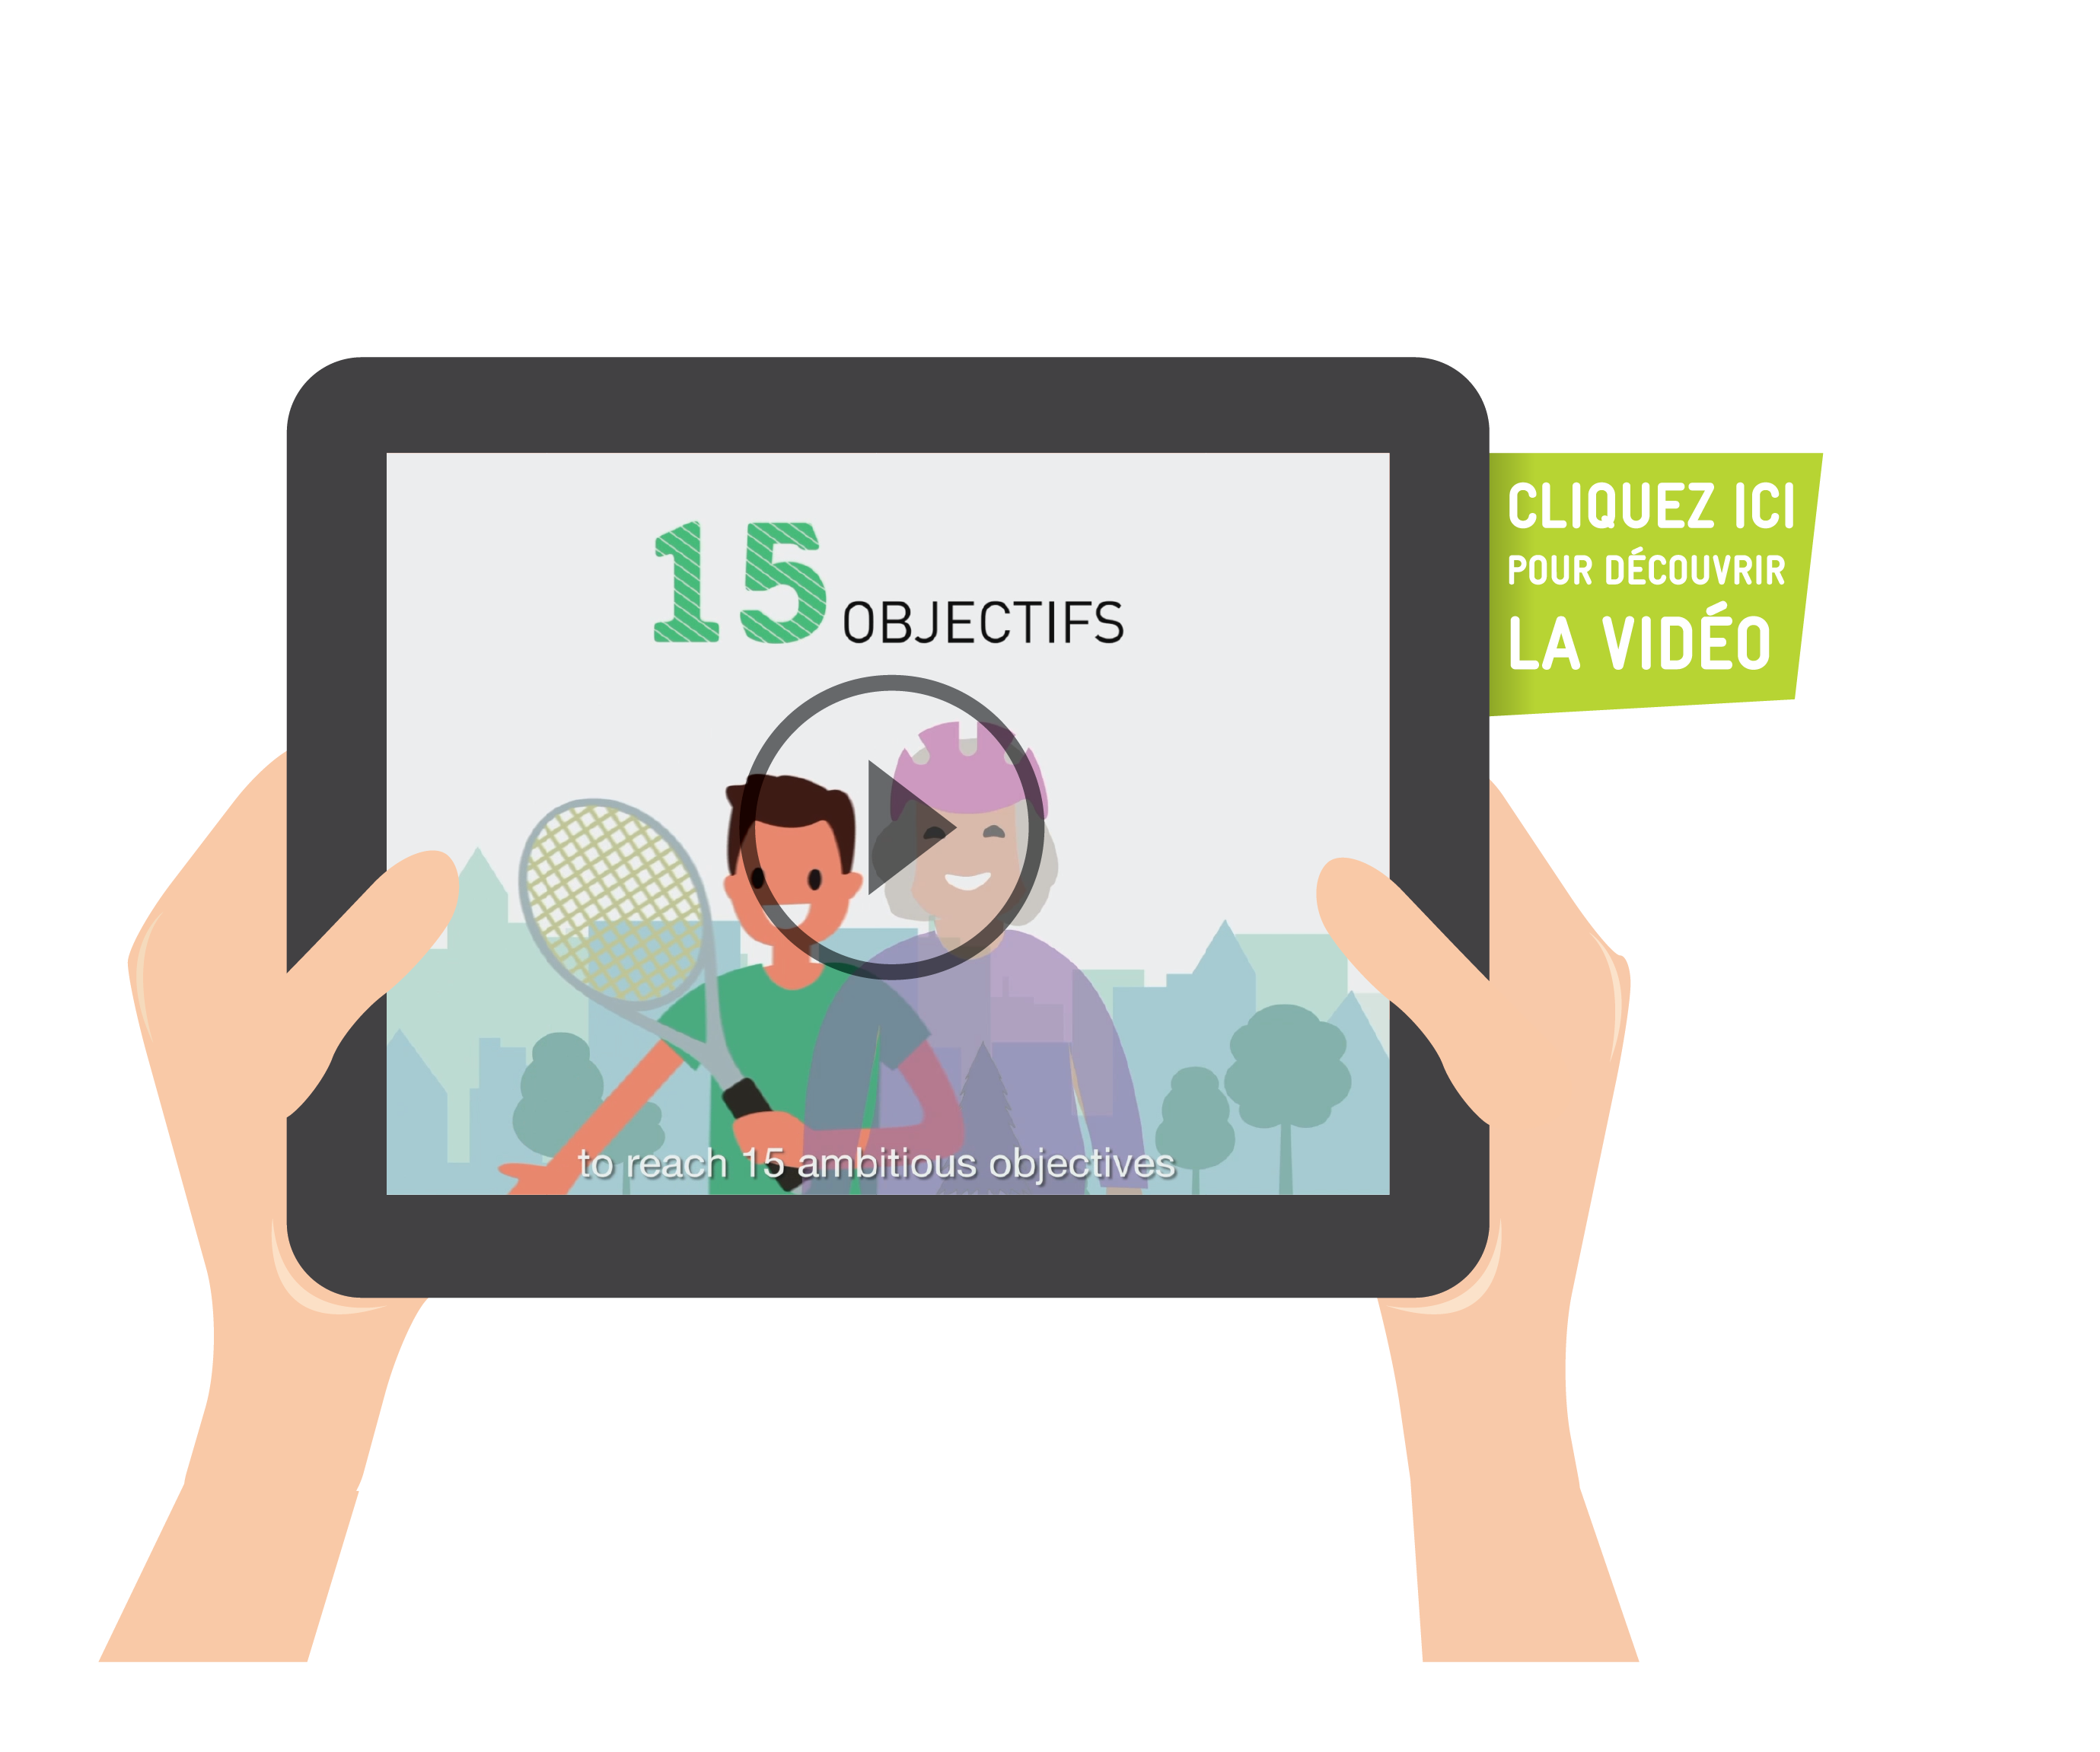 15 OBJECTIFS
to reach 15 ambitious objectives
CLIQUEZ ICI
POUR DÉCOUVRIR
LA VIDÉO